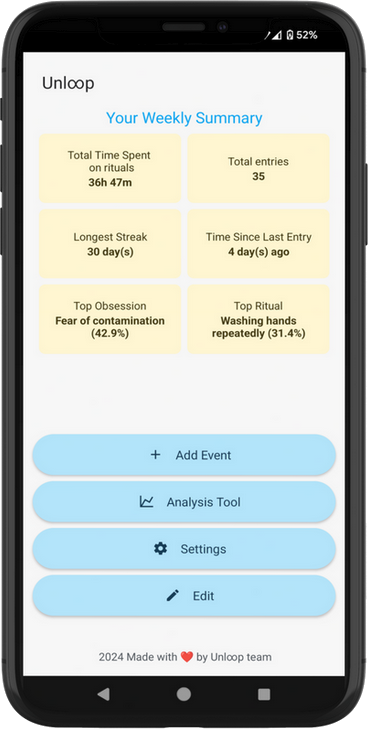 52%
Unloop
Your Weekly Summary
Total Time Spent
on rituals
36h 47m
Total entries
35
Longest Streak
30 day(s)
Time Since Last Entry
4 day(s) ago
Top Obsession
Fear of contamination
(42.9%)
Top Ritual
Washing hands
repeatedly (31.4%)
Add Event
Analysis Tool
Settings
Edit
2024 Made with ❤️ by Unloop team